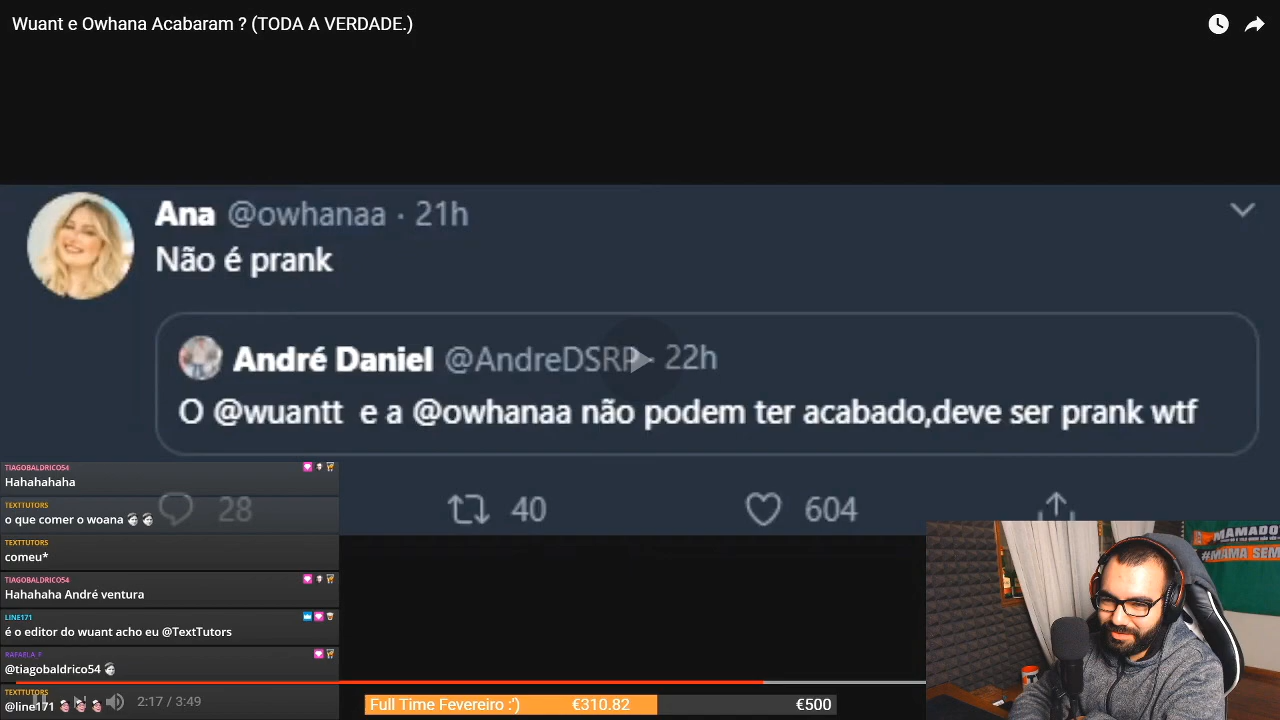 Wuant e Owhana Acabaram ? (TODA A VERDADE.)
Ana @owhanaa · 21h
Não é prank
André Daniel @AndreDSRP · 22h
O @wuantt e a @owhanaa não podem ter acabado,deve ser prank wtf
28 40 604
TIAGOBALDRICO54
Hahahahaha
TEXTTUTORS
o que comer o woana
TEXTTUTORS
comeu*
TIAGOBALDRICO54
Hahahaha André ventura
LINE171
é o editor do wuant acho eu @TextTutors
RAFAELA_F
@tiagobaldrico54
TEXTTUTORS
@line171
2:17 / 3:49
Full Time Fevereiro :') €310.82 €500
MAMADO
#MAMA SEM